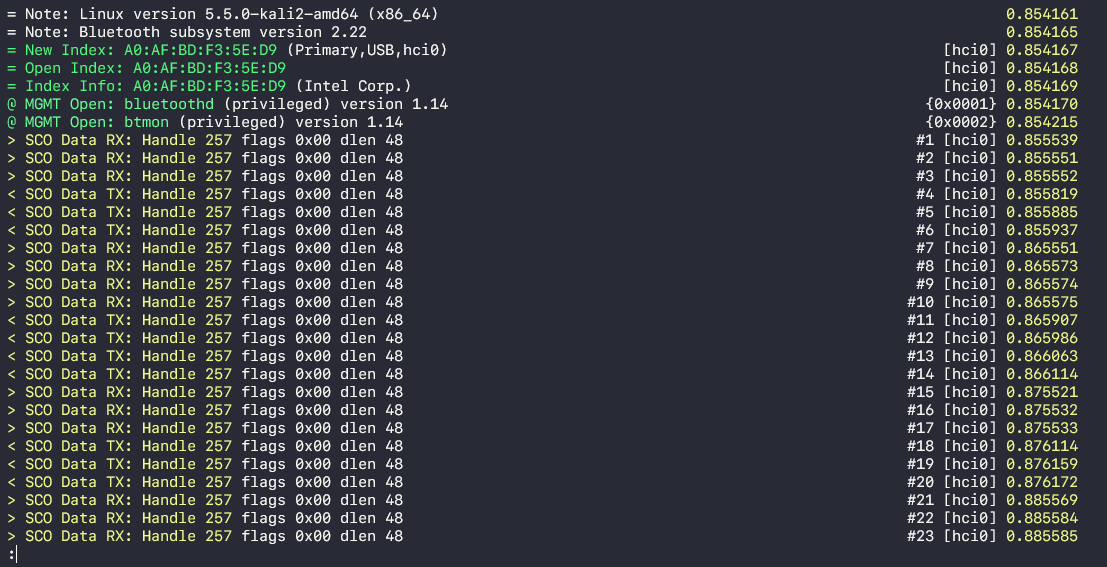 = Note: Linux version 5.5.0-kali2-amd64 (x86_64) 0.854161
= Note: Bluetooth subsystem version 2.22 0.854165
= New Index: A0:AF:BD:F3:5E:D9 (Primary,USB,hci0) [hci0] 0.854167
= Open Index: A0:AF:BD:F3:5E:D9 [hci0] 0.854168
= Index Info: A0:AF:BD:F3:5E:D9 (Intel Corp.) [hci0] 0.854169
@ MGMT Open: bluetoothd (privileged) version 1.14 {0x0001} 0.854170
@ MGMT Open: btmon (privileged) version 1.14 {0x0002} 0.854215
> SCO Data RX: Handle 257 flags 0x00 dlen 48 #1 [hci0] 0.855539
> SCO Data RX: Handle 257 flags 0x00 dlen 48 #2 [hci0] 0.855551
> SCO Data RX: Handle 257 flags 0x00 dlen 48 #3 [hci0] 0.855552
< SCO Data TX: Handle 257 flags 0x00 dlen 48 #4 [hci0] 0.855819
< SCO Data TX: Handle 257 flags 0x00 dlen 48 #5 [hci0] 0.855885
< SCO Data TX: Handle 257 flags 0x00 dlen 48 #6 [hci0] 0.855937
> SCO Data RX: Handle 257 flags 0x00 dlen 48 #7 [hci0] 0.865551
> SCO Data RX: Handle 257 flags 0x00 dlen 48 #8 [hci0] 0.865573
> SCO Data RX: Handle 257 flags 0x00 dlen 48 #9 [hci0] 0.865574
> SCO Data RX: Handle 257 flags 0x00 dlen 48 #10 [hci0] 0.865575
< SCO Data TX: Handle 257 flags 0x00 dlen 48 #11 [hci0] 0.865907
< SCO Data TX: Handle 257 flags 0x00 dlen 48 #12 [hci0] 0.865986
< SCO Data TX: Handle 257 flags 0x00 dlen 48 #13 [hci0] 0.866063
< SCO Data TX: Handle 257 flags 0x00 dlen 48 #14 [hci0] 0.866114
> SCO Data RX: Handle 257 flags 0x00 dlen 48 #15 [hci0] 0.875521
> SCO Data RX: Handle 257 flags 0x00 dlen 48 #16 [hci0] 0.875532
> SCO Data RX: Handle 257 flags 0x00 dlen 48 #17 [hci0] 0.875533
< SCO Data TX: Handle 257 flags 0x00 dlen 48 #18 [hci0] 0.876114
< SCO Data TX: Handle 257 flags 0x00 dlen 48 #19 [hci0] 0.876159
< SCO Data TX: Handle 257 flags 0x00 dlen 48 #20 [hci0] 0.876172
> SCO Data RX: Handle 257 flags 0x00 dlen 48 #21 [hci0] 0.885569
> SCO Data RX: Handle 257 flags 0x00 dlen 48 #22 [hci0] 0.885584
> SCO Data RX: Handle 257 flags 0x00 dlen 48 #23 [hci0] 0.885585
: